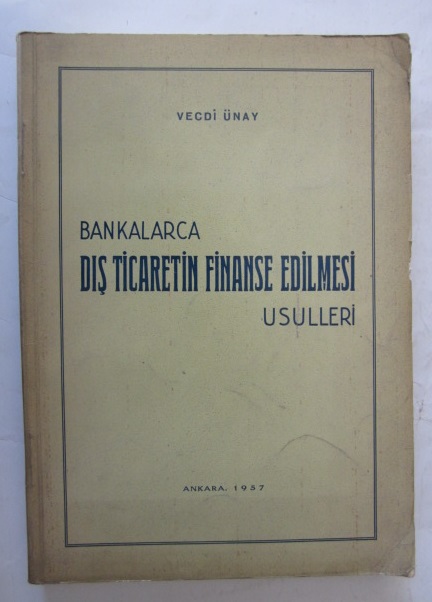 VECDİ ÜNAY
BANKALARCA
DIŞ TİCARETİN FİNANSE EDİLMESİ
USULLERİ
ANKARA, 1957